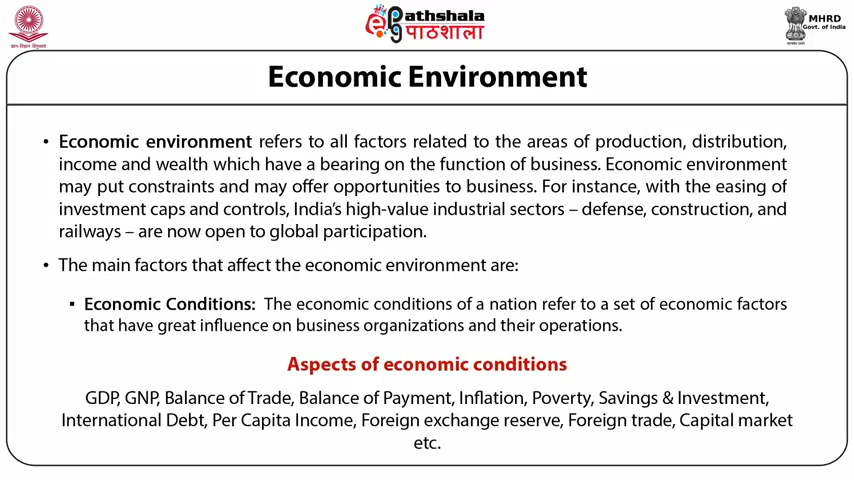 ज्ञान-विज्ञान विमुक्तये
ePathshala
पाठशाला
MHRD
Govt. of India
Economic Environment
• Economic environment refers to all factors related to the areas of production, distribution,
income and wealth which have a bearing on the function of business. Economic environment
may put constraints and may offer opportunities to business. For instance, with the easing of
investment caps and controls, India's high-value industrial sectors – defense, construction, and
railways – are now open to global participation.
• The main factors that affect the economic environment are:
▪ Economic Conditions: The economic conditions of a nation refer to a set of economic factors
that have great influence on business organizations and their operations.
Aspects of economic conditions
GDP, GNP, Balance of Trade, Balance of Payment, Inflation, Poverty, Savings & Investment,
International Debt, Per Capita Income, Foreign exchange reserve, Foreign trade, Capital market
etc.